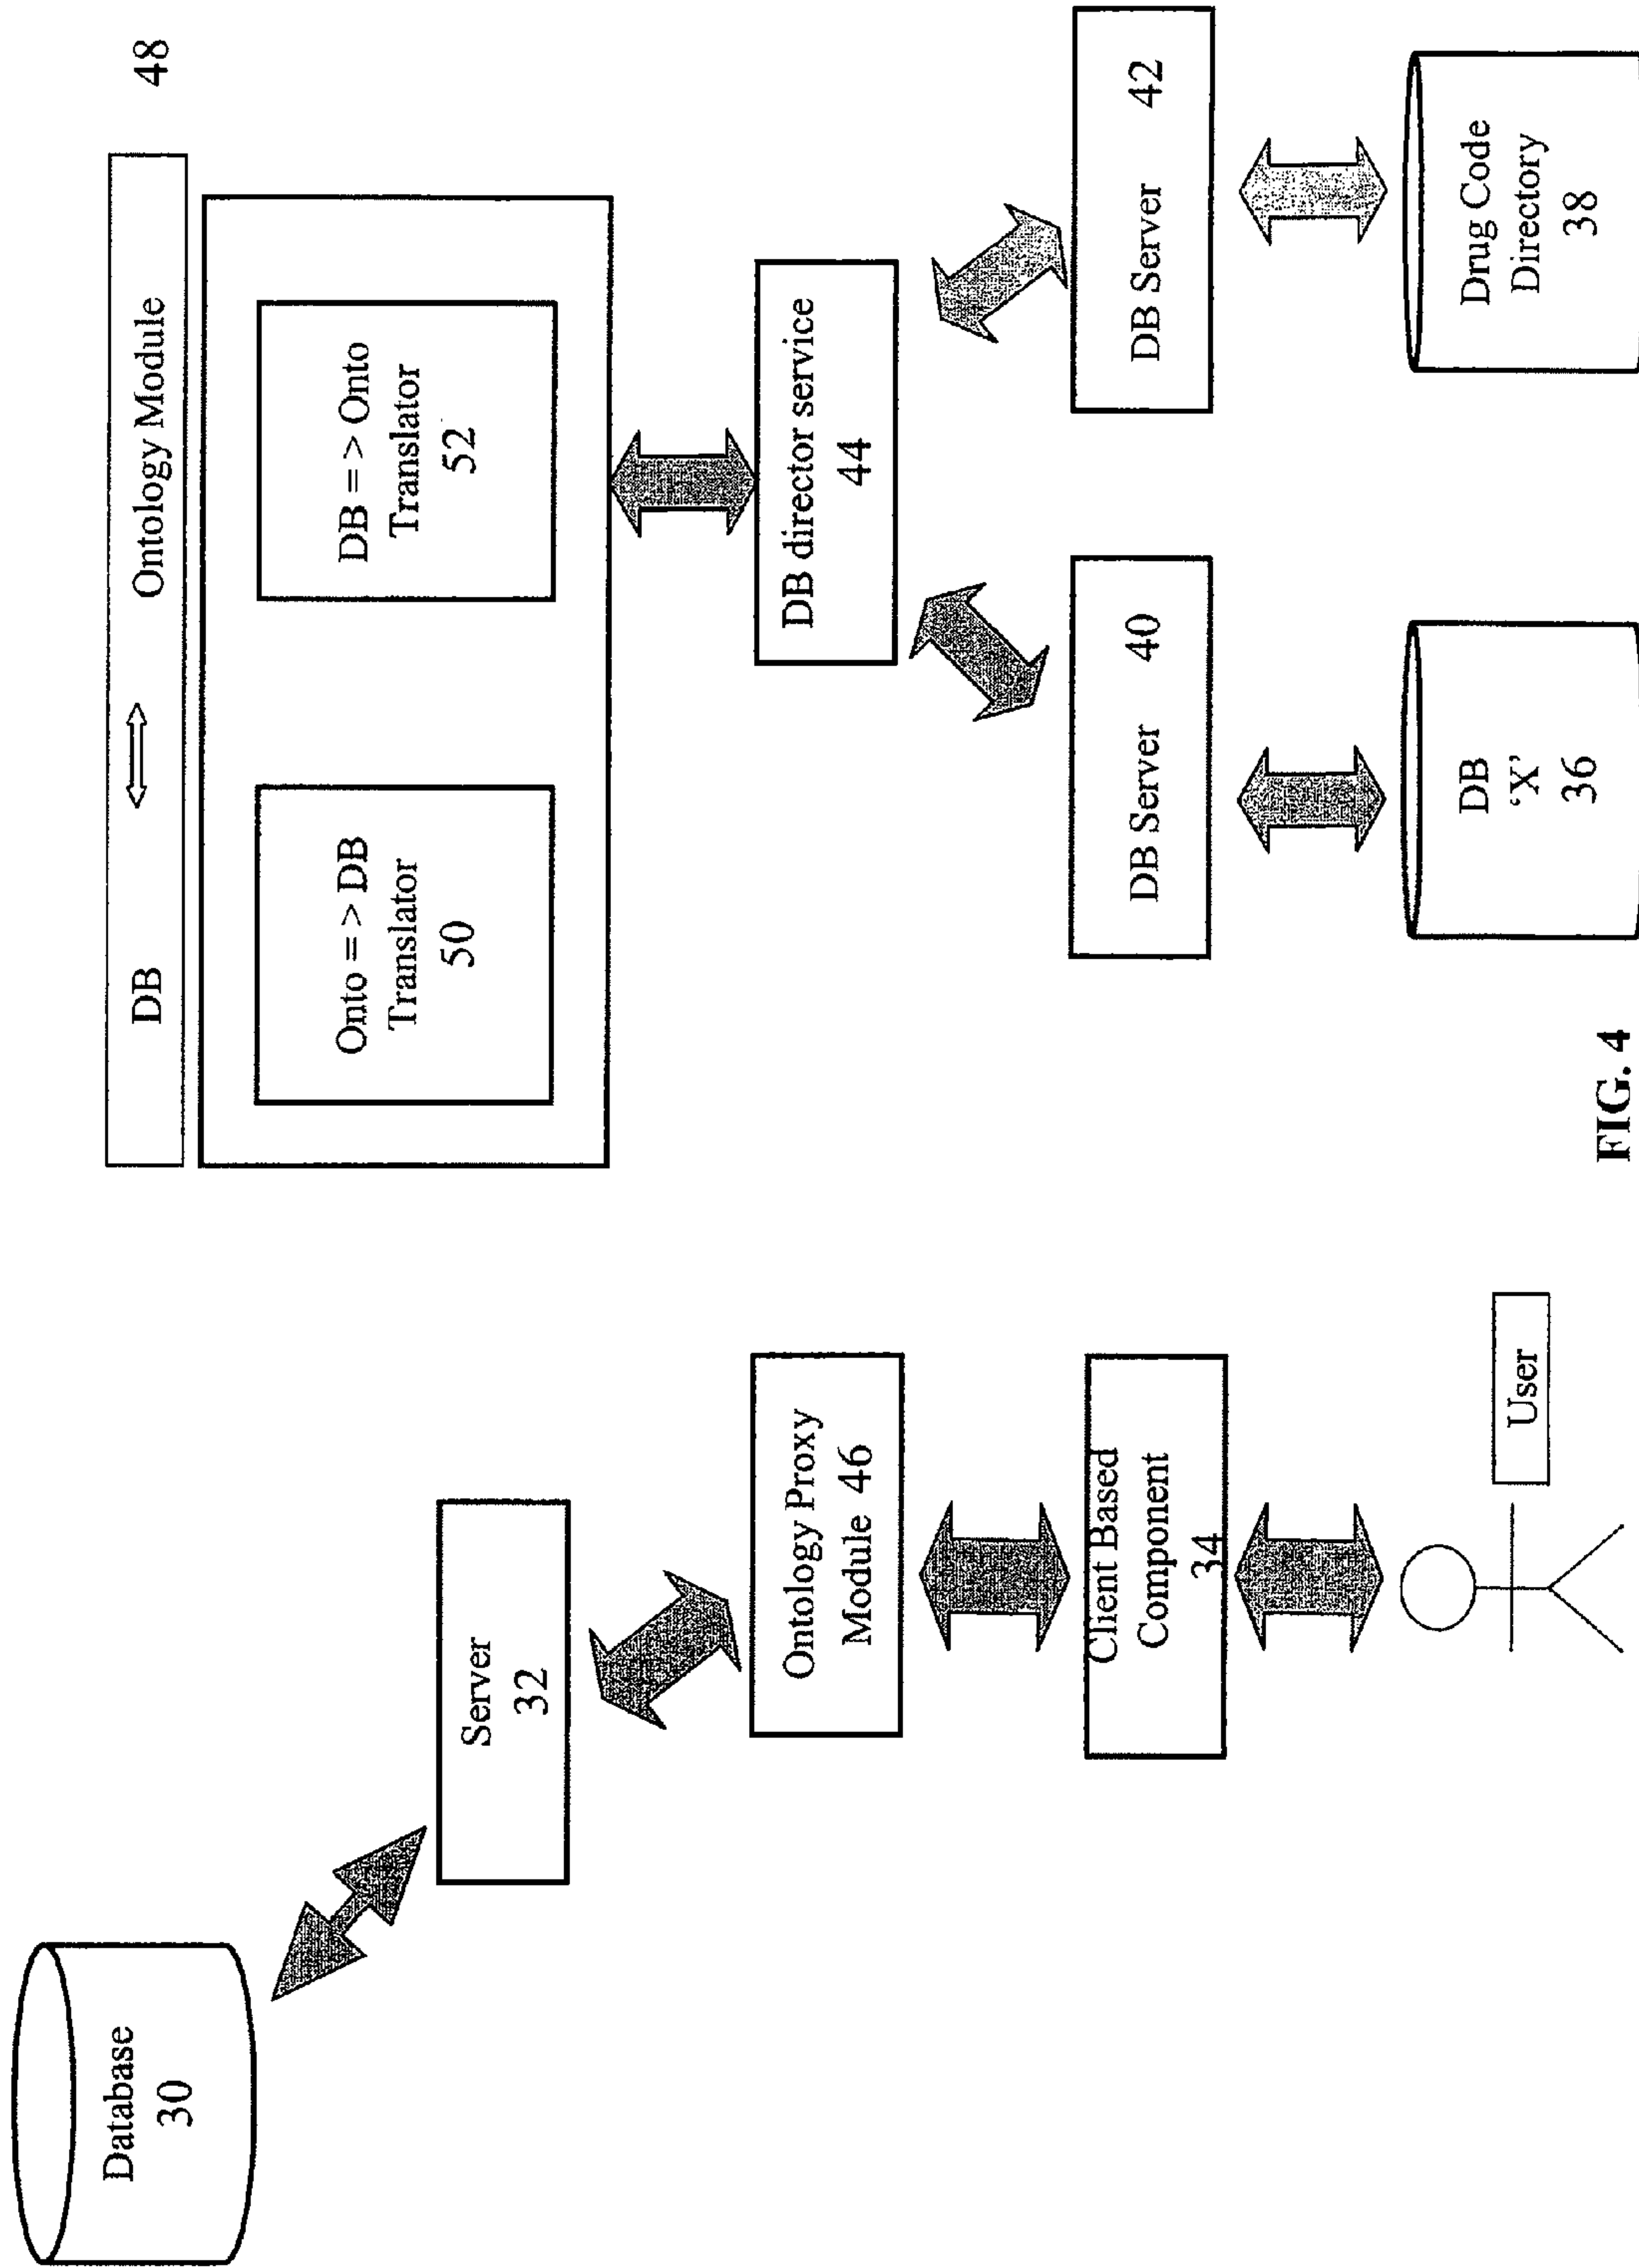 Database
30
Server
32
Ontology Proxy
Module 46
Client Based
Component
34
User
DB ⇔ Ontology Module
48
Onto = > DB
Translator
50
DB = > Onto
Translator
52
DB director service
44
DB Server 40
DB Server 42
DB
‘X’
36
Drug Code
Directory
38
FIG. 4